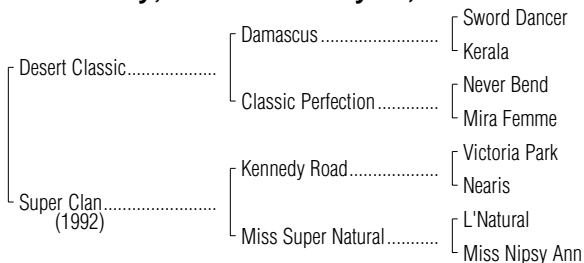 Sword Dancer
Damascus
Kerala
Desert Classic
Never Bend
Classic Perfection
Mira Femme
Victoria Park
Kennedy Road
Nearis
Super Clan
(1992)
L'Natural
Miss Super Natural
Miss Nipsy Ann